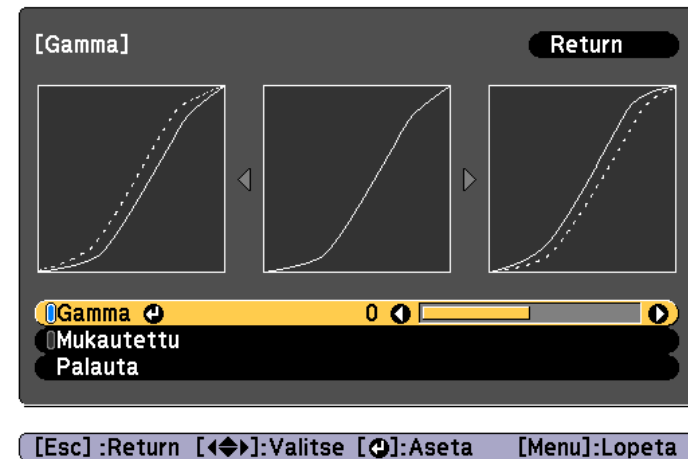 [Gamma] Return
Gamma 0
Mukautettu
Palauta
[Esc] :Return [◀◆▶]:Valitse [↵]:Aseta [Menu]:Lopeta